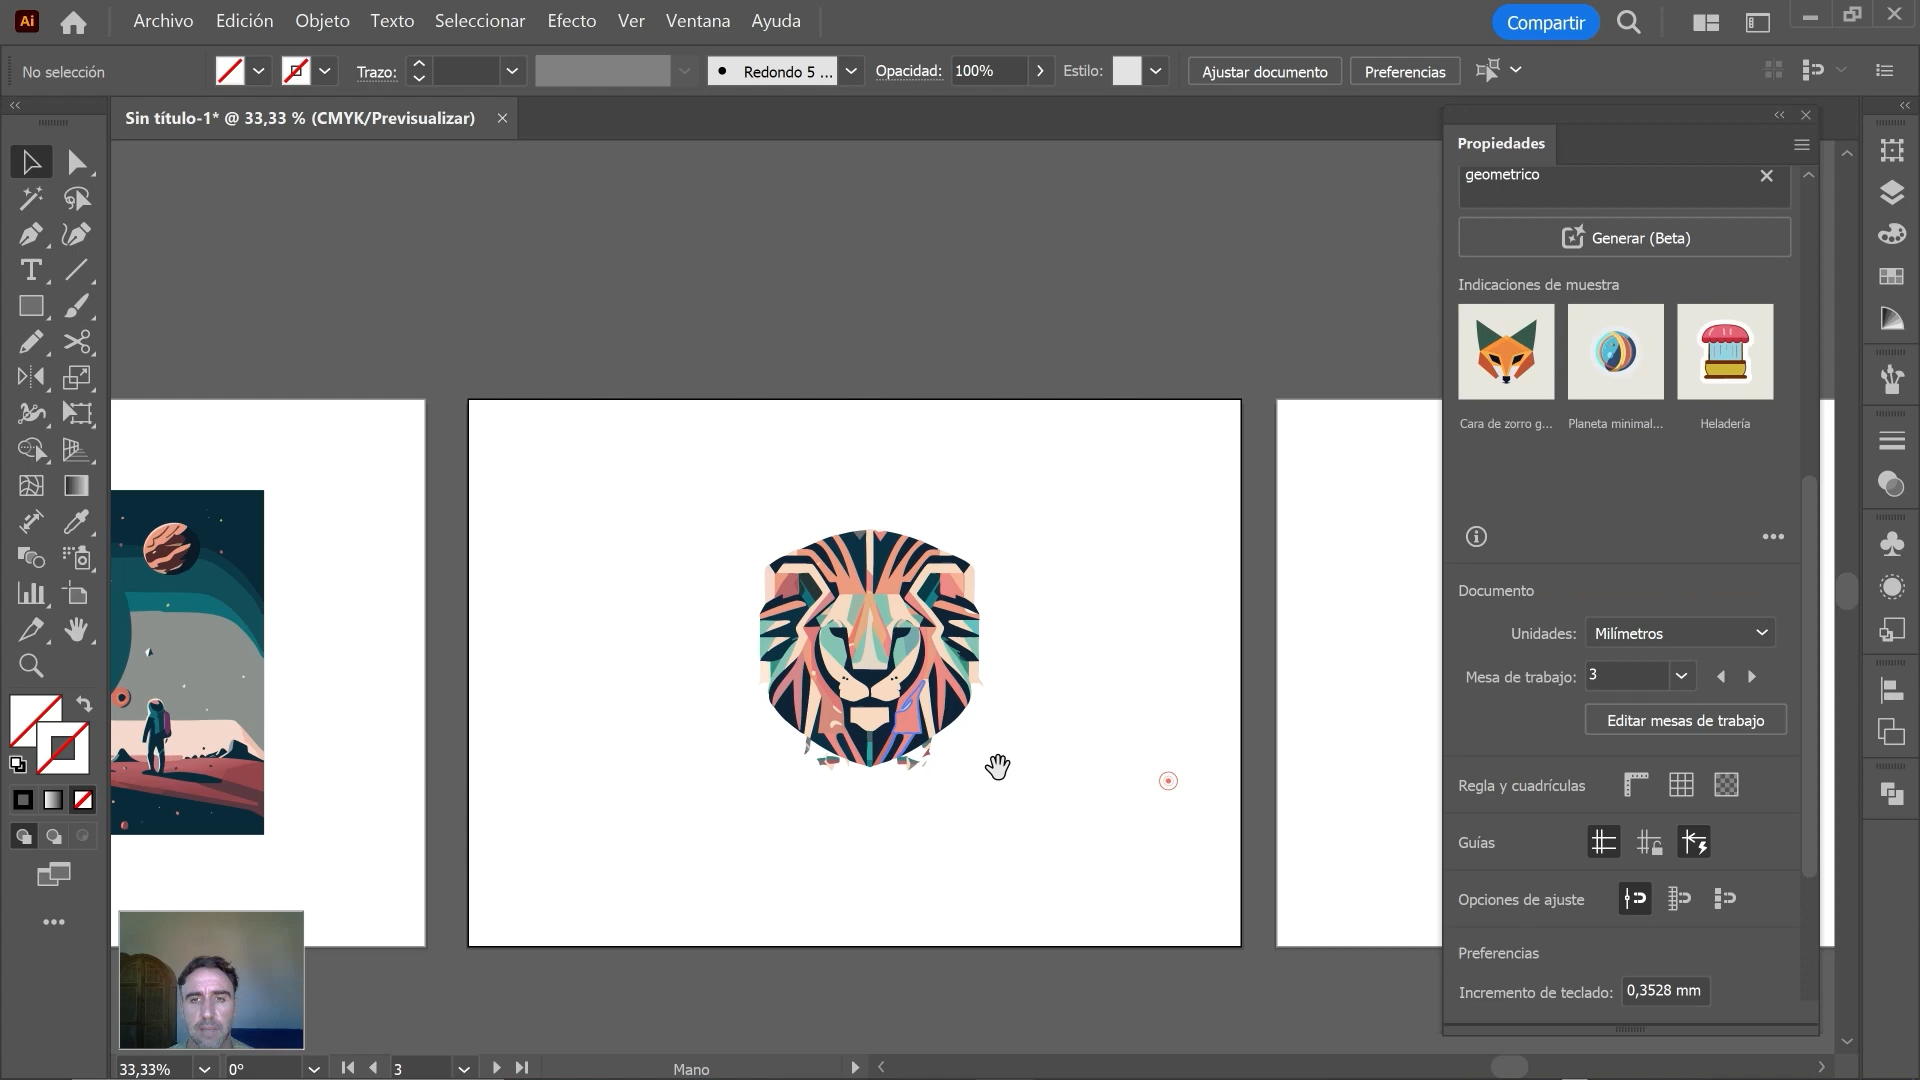 Ai
Archivo Edición Objeto Texto Seleccionar Efecto Ver Ventana Ayuda
Compartir
No selección
Trazo:
Redondo 5 ...
Opacidad: 100%
Estilo:
Ajustar documento
Preferencias
Sin título-1* @ 33,33 % (CMYK/Previsualizar)
Propiedades
geometrico
Generar (Beta)
Indicaciones de muestra
Cara de zorro g... Planeta minimal... Heladería
Documento
Unidades: Milímetros
Mesa de trabajo: 3
Editar mesas de trabajo
Regla y cuadrículas
Guías
Opciones de ajuste
Preferencias
Incremento de teclado: 0,3528 mm
33,33% 0° 3 Mano